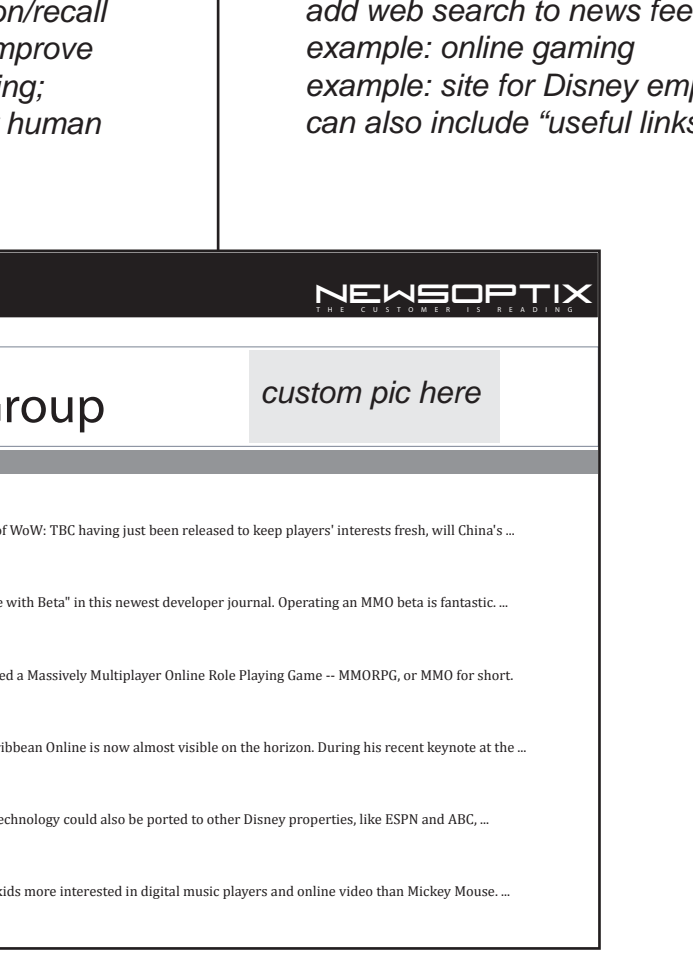 on/recall
mprove
ing;
human
add web search to news fee
example: online gaming
example: site for Disney emp
can also include “useful links
NEWSOPTIX
THE CUSTOMER IS READING
roup
custom pic here
of WoW: TBC having just been released to keep players' interests fresh, will China's ...
e with Beta" in this newest developer journal. Operating an MMO beta is fantastic. ...
ed a Massively Multiplayer Online Role Playing Game -- MMORPG, or MMO for short.
ibbean Online is now almost visible on the horizon. During his recent keynote at the ...
echnology could also be ported to other Disney properties, like ESPN and ABC, ...
kids more interested in digital music players and online video than Mickey Mouse. ...